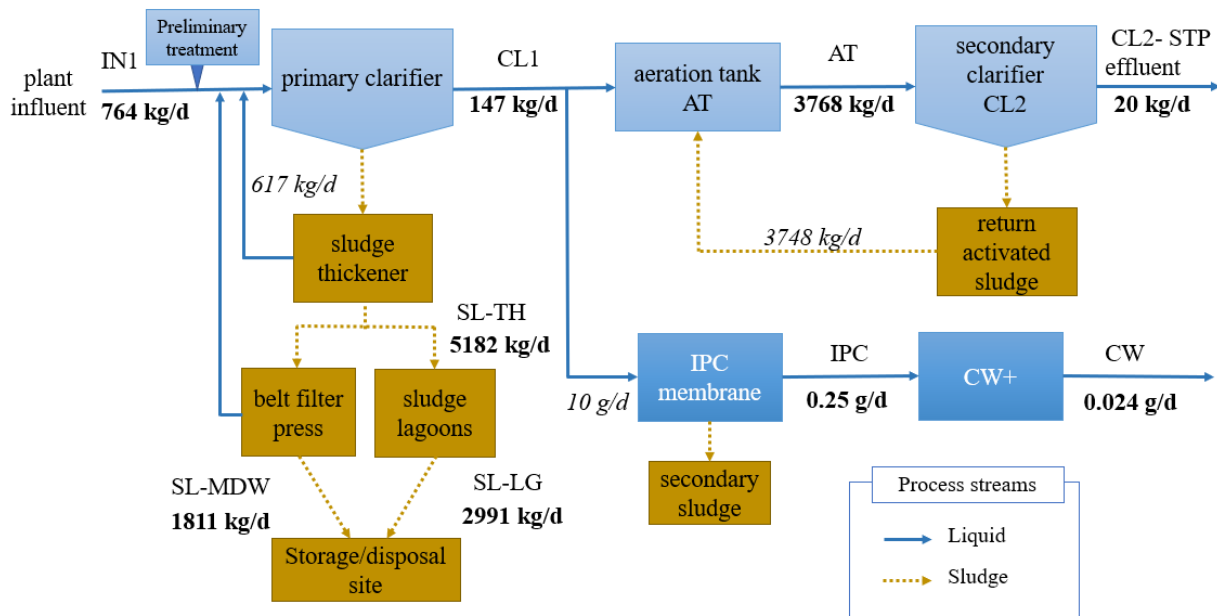 Preliminary
treatment
IN1
plant
influent
764 kg/d
primary clarifier
CL1
147 kg/d
aeration tank
AT
AT
3768 kg/d
secondary
clarifier
CL2
CL2- STP
effluent
20 kg/d
617 kg/d
sludge
thickener
3748 kg/d
return
activated
sludge
SL-TH
5182 kg/d
belt filter
press
sludge
lagoons
10 g/d
IPC
membrane
IPC
0.25 g/d
CW+
CW
0.024 g/d
SL-MDW
1811 kg/d
SL-LG
2991 kg/d
secondary
sludge
Storage/disposal
site
Process streams
Liquid
Sludge